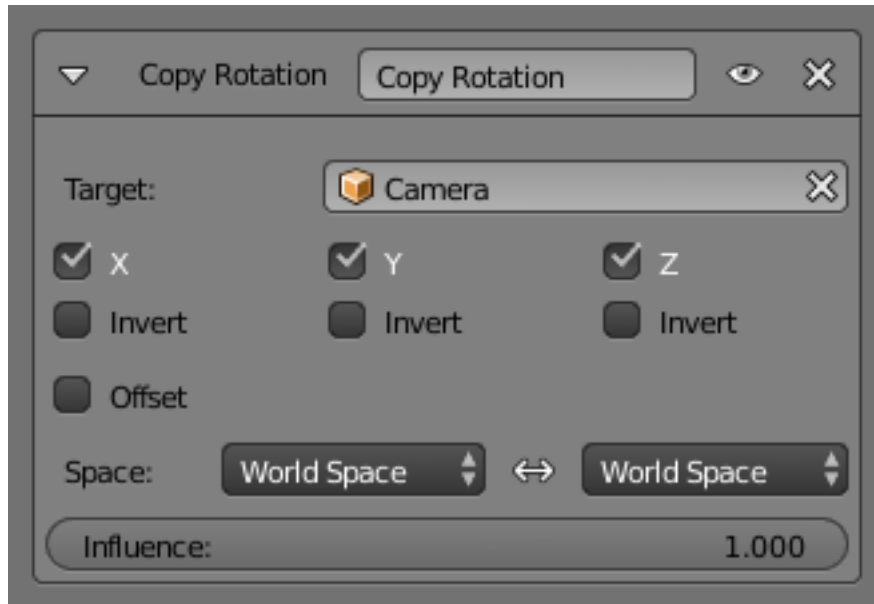 Copy Rotation Copy Rotation
Target: Camera
X Y Z
Invert Invert Invert
Offset
Space: World Space World Space
Influence: 1.000